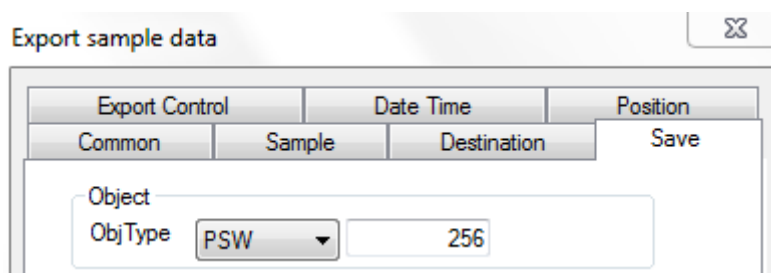 Export sample data
Export Control Date Time Position
Common Sample Destination Save
Object
ObjType PSW 256